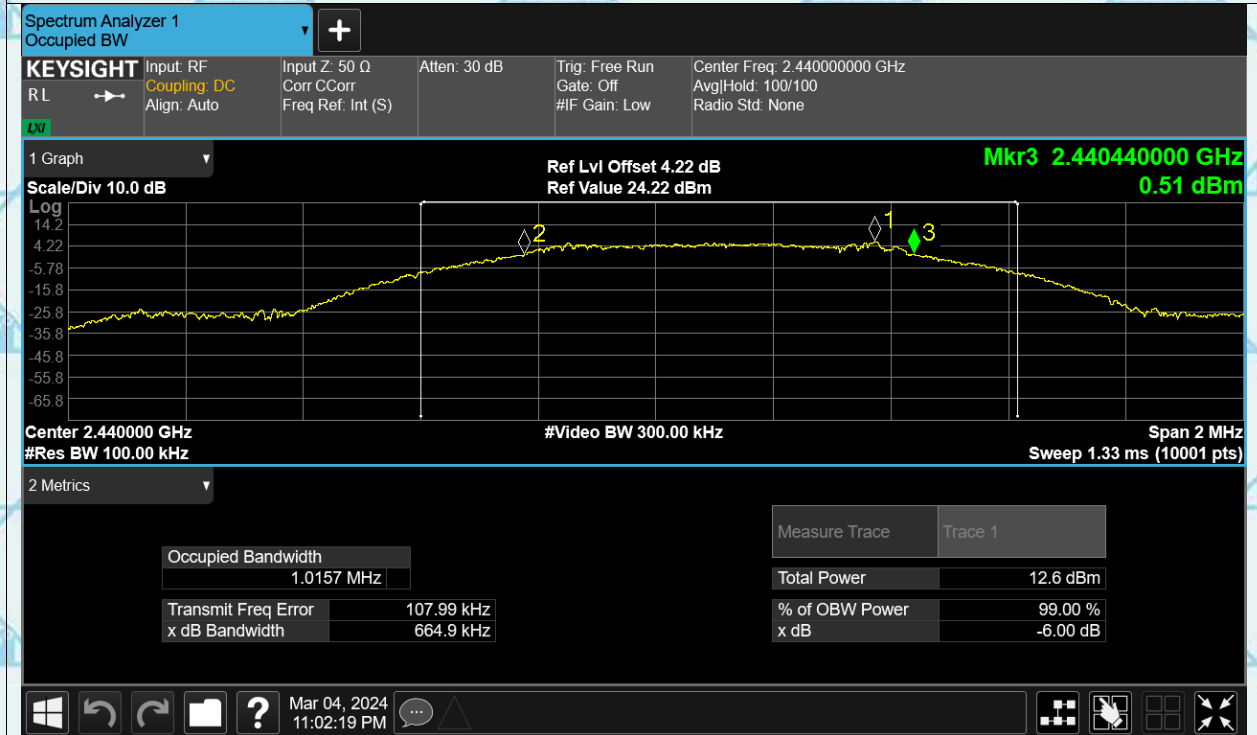 Spectrum Analyzer 1
Occupied BW
KEYSIGHT
R L
LXI
Input: RF
Coupling: DC
Align: Auto
Input Z: 50 Ω
Corr CCorr
Freq Ref: Int (S)
Atten: 30 dB
Trig: Free Run
Gate: Off
#IF Gain: Low
Center Freq: 2.440000000 GHz
Avg|Hold: 100/100
Radio Std: None
1 Graph
Scale/Div 10.0 dB
Ref Lvl Offset 4.22 dB
Ref Value 24.22 dBm
Mkr3 2.440440000 GHz
0.51 dBm
Log
14.2
4.22
-5.78
-15.8
-25.8
-35.8
-45.8
-55.8
-65.8
2
1
3
Center 2.440000 GHz
#Res BW 100.00 kHz
#Video BW 300.00 kHz
Span 2 MHz
Sweep 1.33 ms (10001 pts)
2 Metrics
Occupied Bandwidth
1.0157 MHz
Transmit Freq Error 107.99 kHz
x dB Bandwidth 664.9 kHz
Measure Trace Trace 1
Total Power 12.6 dBm
% of OBW Power 99.00 %
x dB -6.00 dB
?
Mar 04, 2024
11:02:19 PM